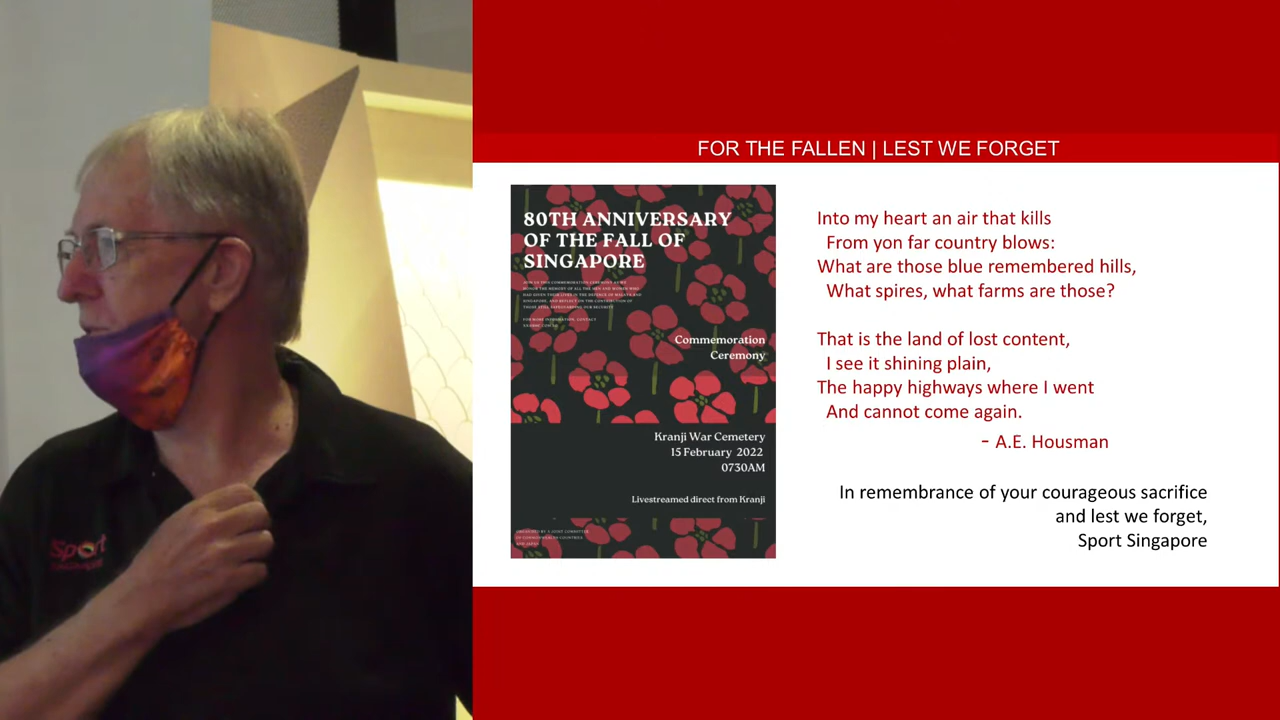 FOR THE FALLEN | LEST WE FORGET
80TH ANNIVERSARY
OF THE FALL OF
SINGAPORE
Commemoration
Ceremony
Kranji War Cemetery
15 February 2022
0730AM
Livestreamed direct from Kranji
Into my heart an air that kills
From yon far country blows:
What are those blue remembered hills,
What spires, what farms are those?
That is the land of lost content,
I see it shining plain,
The happy highways where I went
And cannot come again.
- A.E. Housman
In remembrance of your courageous sacrifice
and lest we forget,
Sport Singapore
Sport